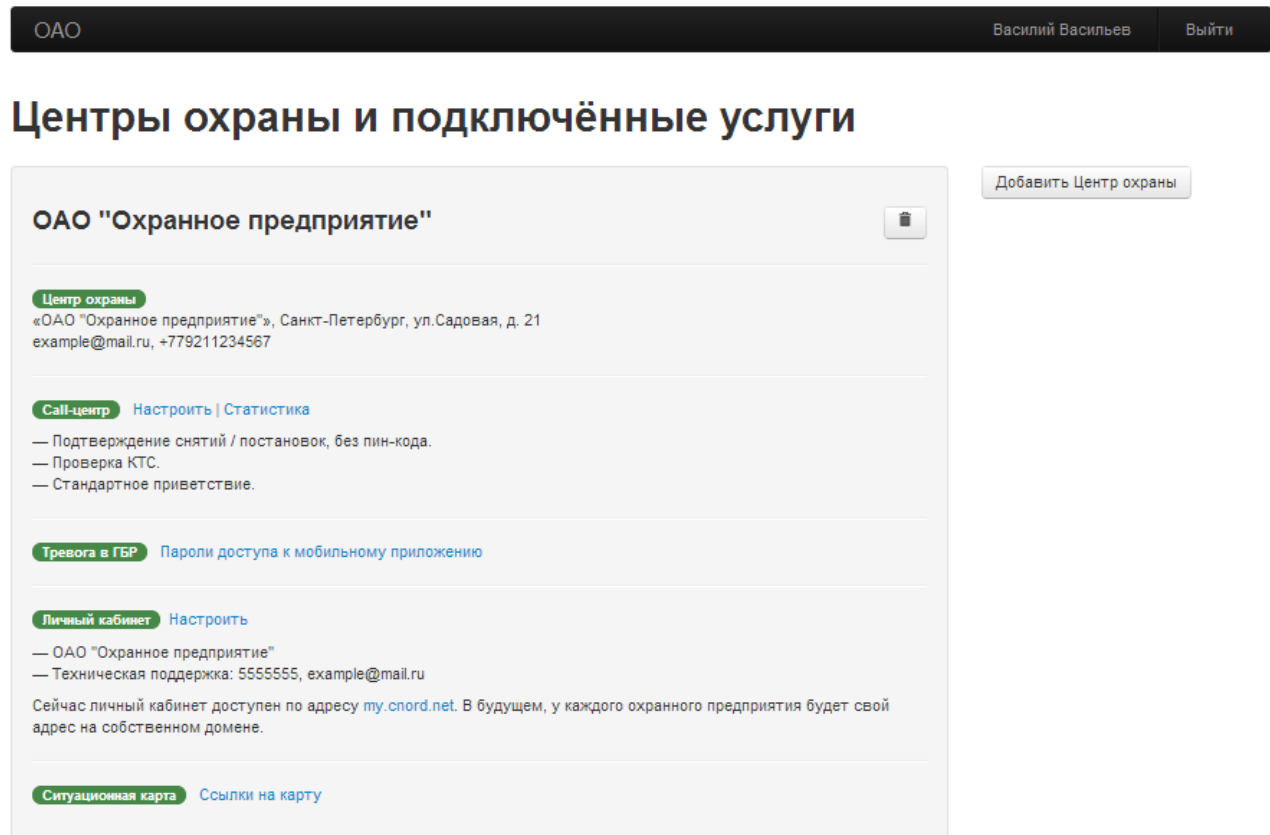 ОАО
Василий Васильев
Выйти
Центры охраны и подключённые услуги
Добавить Центр охраны
ОАО "Охранное предприятие"
Центр охраны
«ОАО "Охранное предприятие"», Санкт-Петербург, ул.Садовая, д. 21
example@mail.ru, +779211234567
Call-центр Настроить | Статистика
— Подтверждение снятий / постановок, без пин-кода.
— Проверка КТС.
— Стандартное приветствие.
Тревога в ГБР Пароли доступа к мобильному приложению
Личный кабинет Настроить
— ОАО "Охранное предприятие"
— Техническая поддержка: 5555555, example@mail.ru
Сейчас личный кабинет доступен по адресу my.cnord.net. В будущем, у каждого охранного предприятия будет свой
адрес на собственном домене.
Ситуационная карта Ссылки на карту